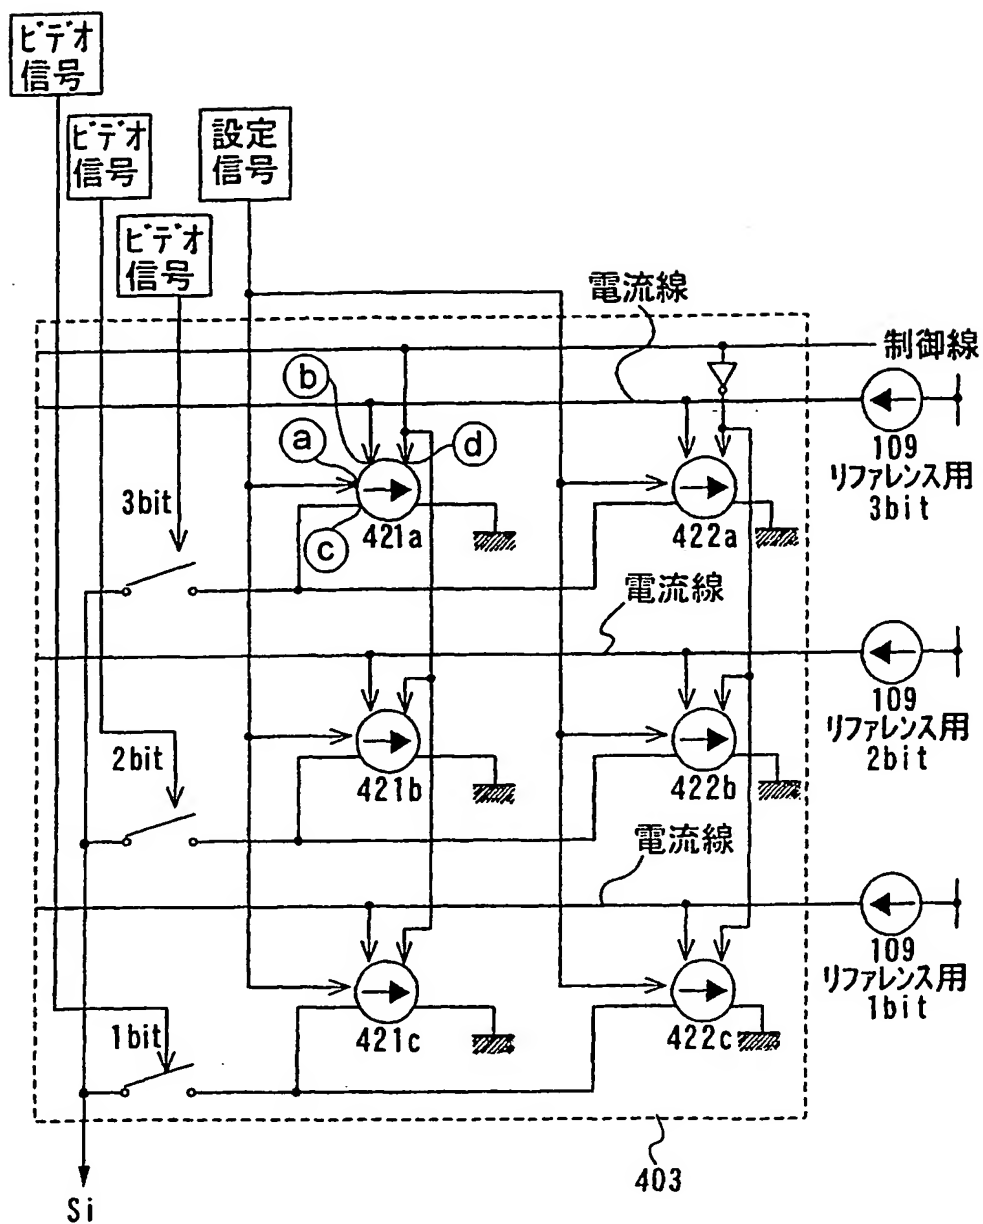 ビデオ
信号
ビデオ
信号
設定
信号
ビデオ
信号
電流線
制御線
b
a
d
c
3bit
421a
422a
109
リファレンス用
3bit
電流線
2bit
421b
422b
109
リファレンス用
2bit
電流線
1bit
421c
422c
109
リファレンス用
1bit
403
Si